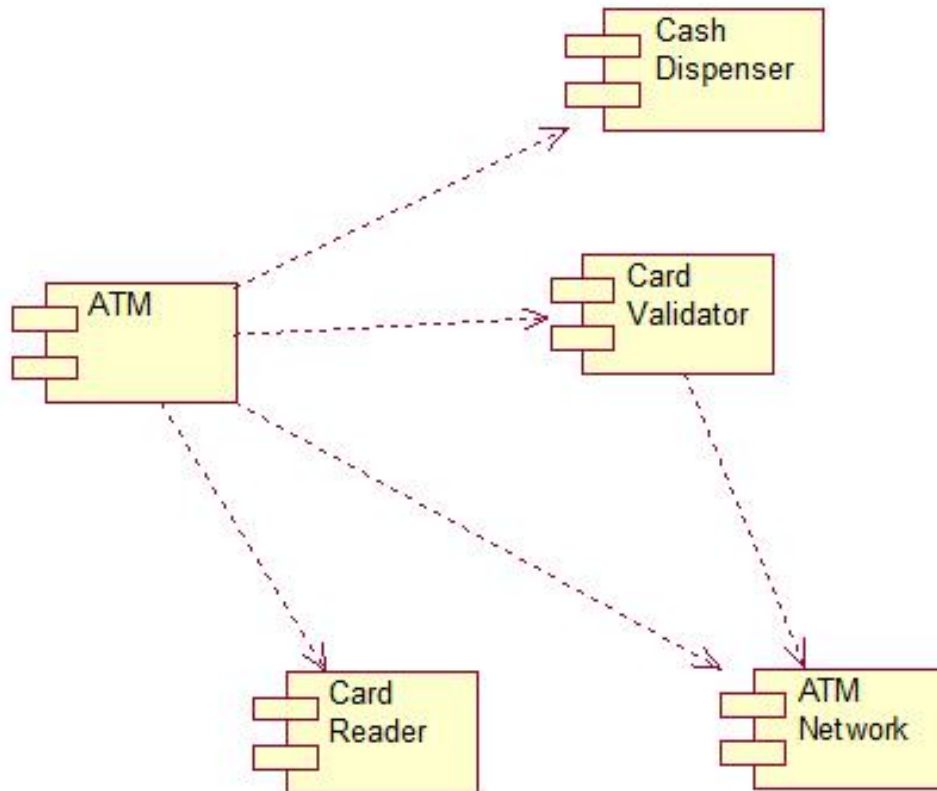 Cash
Dispenser
ATM
Card
Validator
Card
Reader
ATM
Network